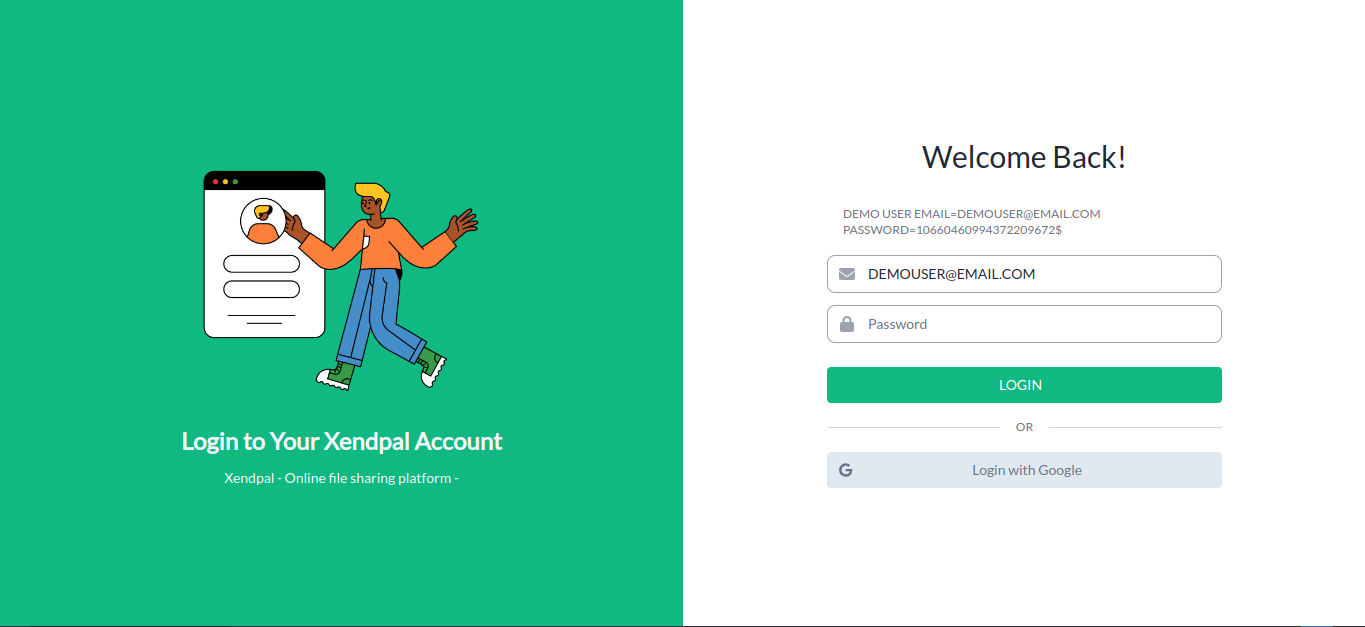 Login to Your Xendpal Account
Xendpal - Online file sharing platform -
Welcome Back!
DEMO USER EMAIL=DEMOUSER@EMAIL.COM
PASSWORD=10660460994372209672$
DEMOUSER@EMAIL.COM
Password
LOGIN
OR
Login with Google